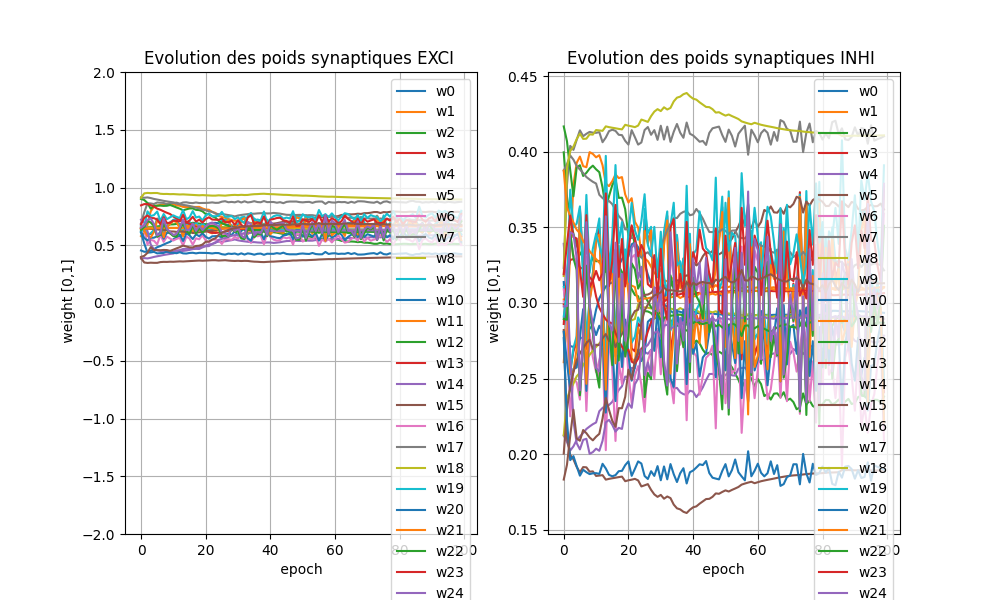 Evolution des poids synaptiques EXCI
weight [0,1]
2.0
1.5
1.0
0.5
0.0
−0.5
−1.0
−1.5
−2.0
0
20
40
60
80
100
epoch
w0
w1
w2
w3
w4
w5
w6
w7
w8
w9
w10
w11
w12
w13
w14
w15
w16
w17
w18
w19
w20
w21
w22
w23
w24
Evolution des poids synaptiques INHI
weight [0,1]
0.45
0.40
0.35
0.30
0.25
0.20
0.15
0
20
40
60
80
100
epoch
w0
w1
w2
w3
w4
w5
w6
w7
w8
w9
w10
w11
w12
w13
w14
w15
w16
w17
w18
w19
w20
w21
w22
w23
w24